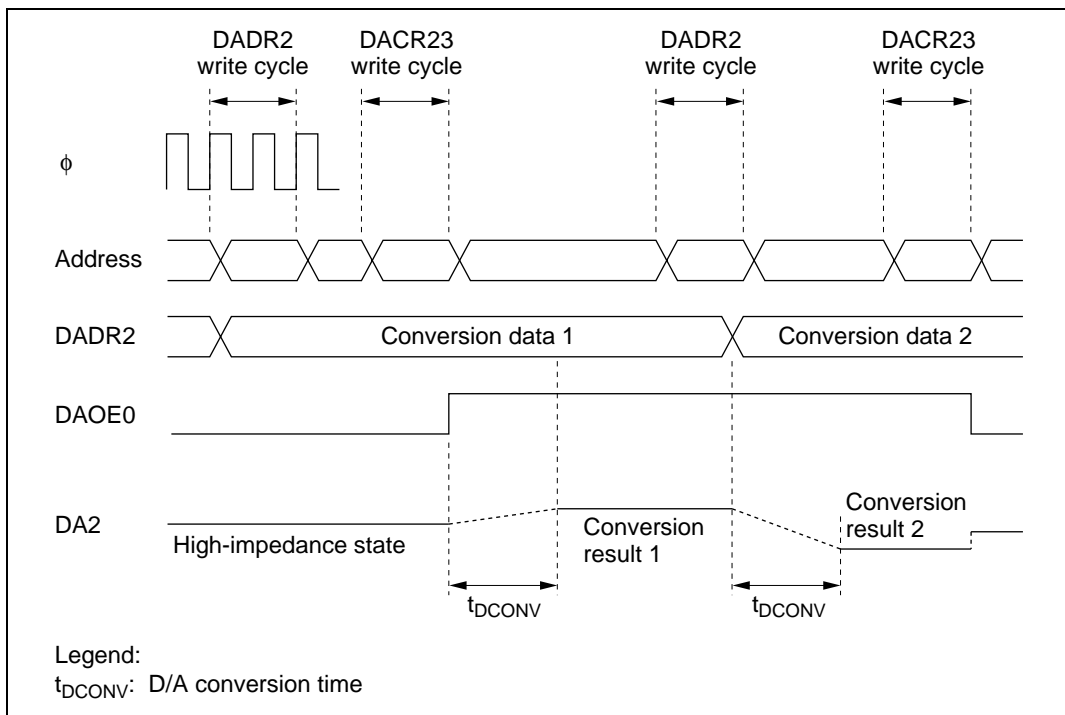 DADR2 write cycle
DACR23 write cycle
DADR2 write cycle
DACR23 write cycle
ϕ
Address
DADR2
Conversion data 1
Conversion data 2
DAOE0
DA2
High-impedance state
Conversion result 1
Conversion result 2
tDCONV
tDCONV
Legend:
tDCONV: D/A conversion time